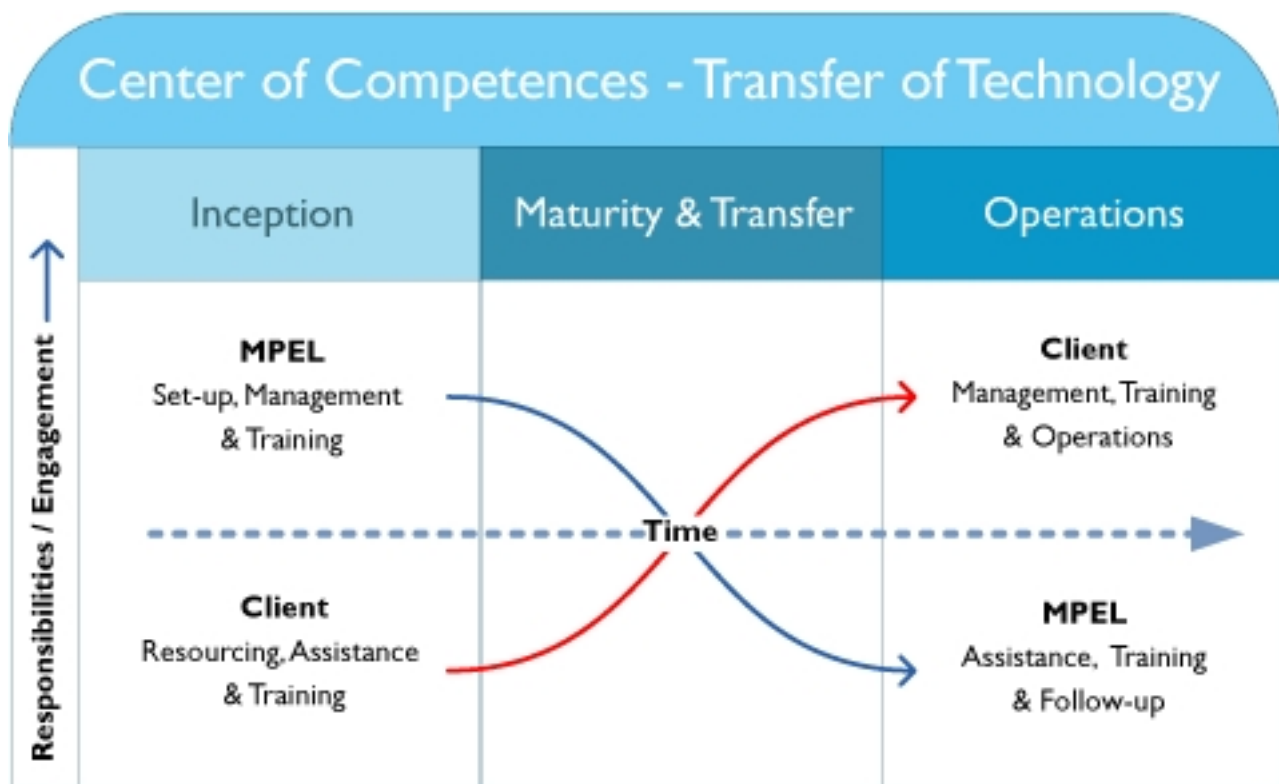 Center of Competences - Transfer of Technology
Inception
Maturity & Transfer
Operations
Responsibilities / Engagement
MPEL
Set-up, Management
& Training
Client
Management, Training
& Operations
Time
Client
Resourcing, Assistance
& Training
MPEL
Assistance, Training
& Follow-up